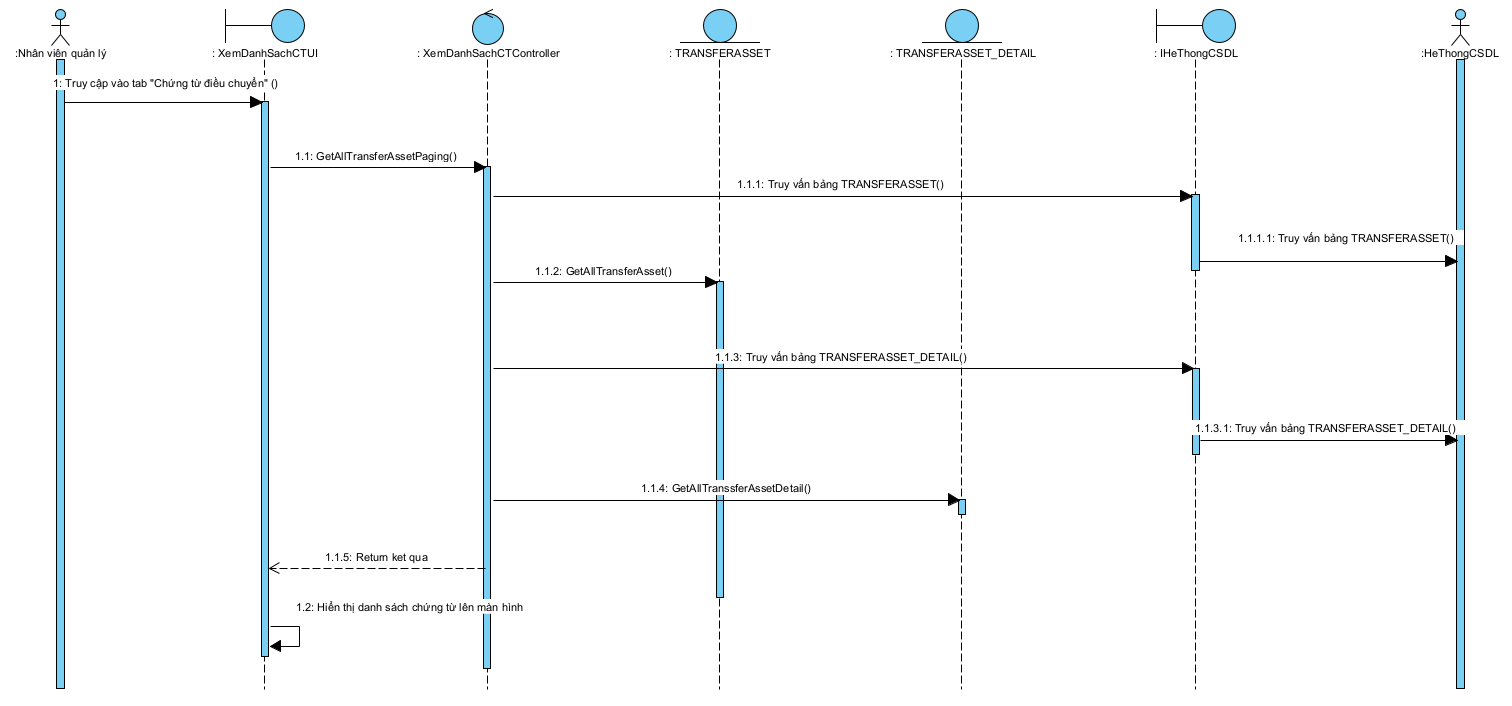 :Nhân viên quản lý
: XemDanhSachCTUI
: XemDanhSachCTController
: TRANSFERASSET
: TRANSFERASSET_DETAIL
: IHeThongCSDL
:HeThongCSDL
1: Truy cập vào tab "Chứng từ điều chuyển" ()
1.1: GetAllTransferAssetPaging()
1.1.1: Truy vấn bảng TRANSFERASSET()
1.1.1.1: Truy vấn bảng TRANSFERASSET()
1.1.2: GetAllTransferAsset()
1.1.3: Truy vấn bảng TRANSFERASSET_DETAIL()
1.1.3.1: Truy vấn bảng TRANSFERASSET_DETAIL()
1.1.4: GetAllTranssferAssetDetail()
1.1.5: Return ket qua
1.2: Hiển thị danh sách chứng từ lên màn hình